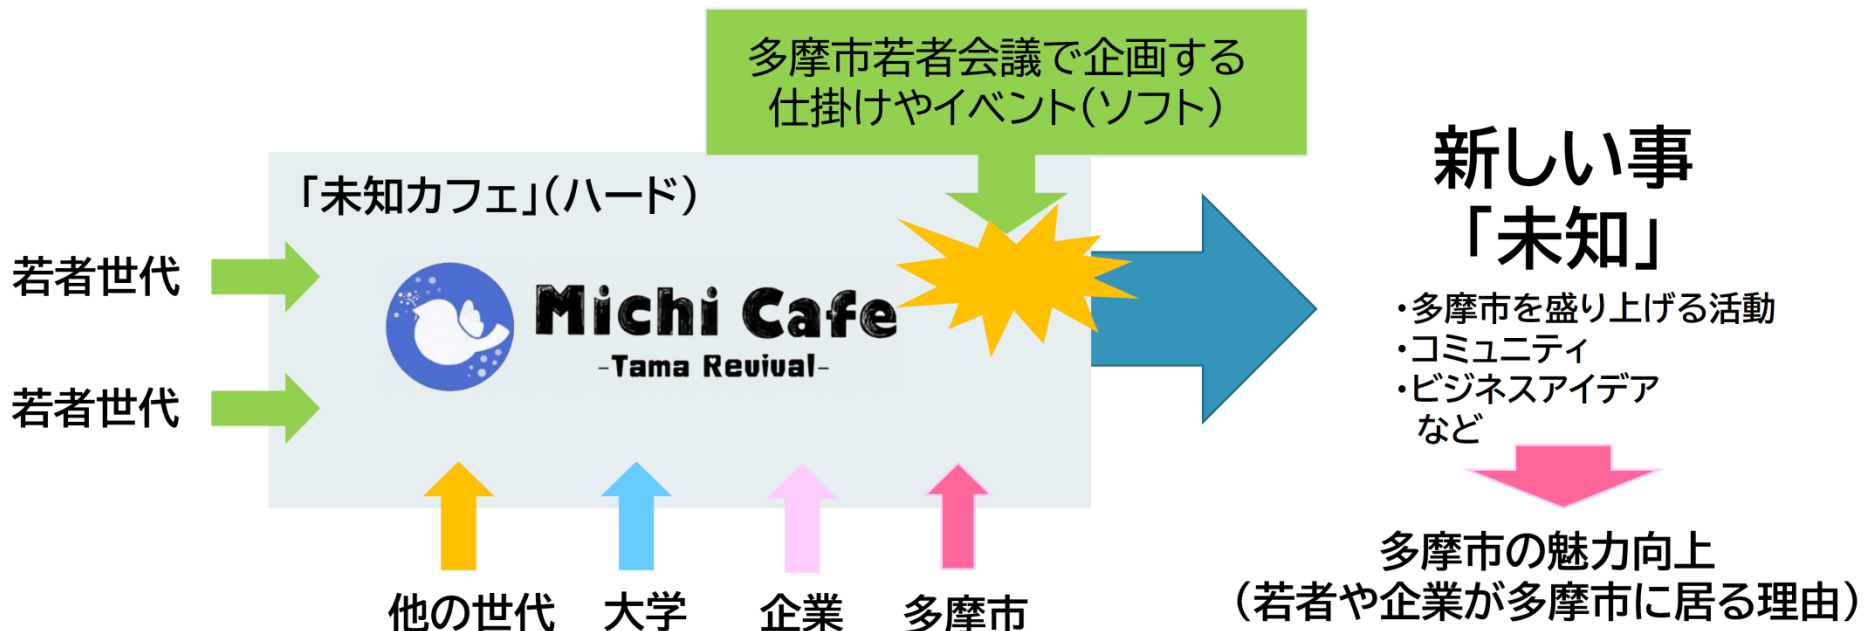 多摩市若者会議で企画する
仕掛けやイベント(ソフト)
「未知カフェ」(ハード)
若者世代
若者世代
Michi Cafe
-Tama Revival-
他の世代
大学
企業
多摩市
新しい事
「未知」
・多摩市を盛り上げる活動
・コミュニティ
・ビジネスアイデア
など
多摩市の魅力向上
(若者や企業が多摩市に居る理由)